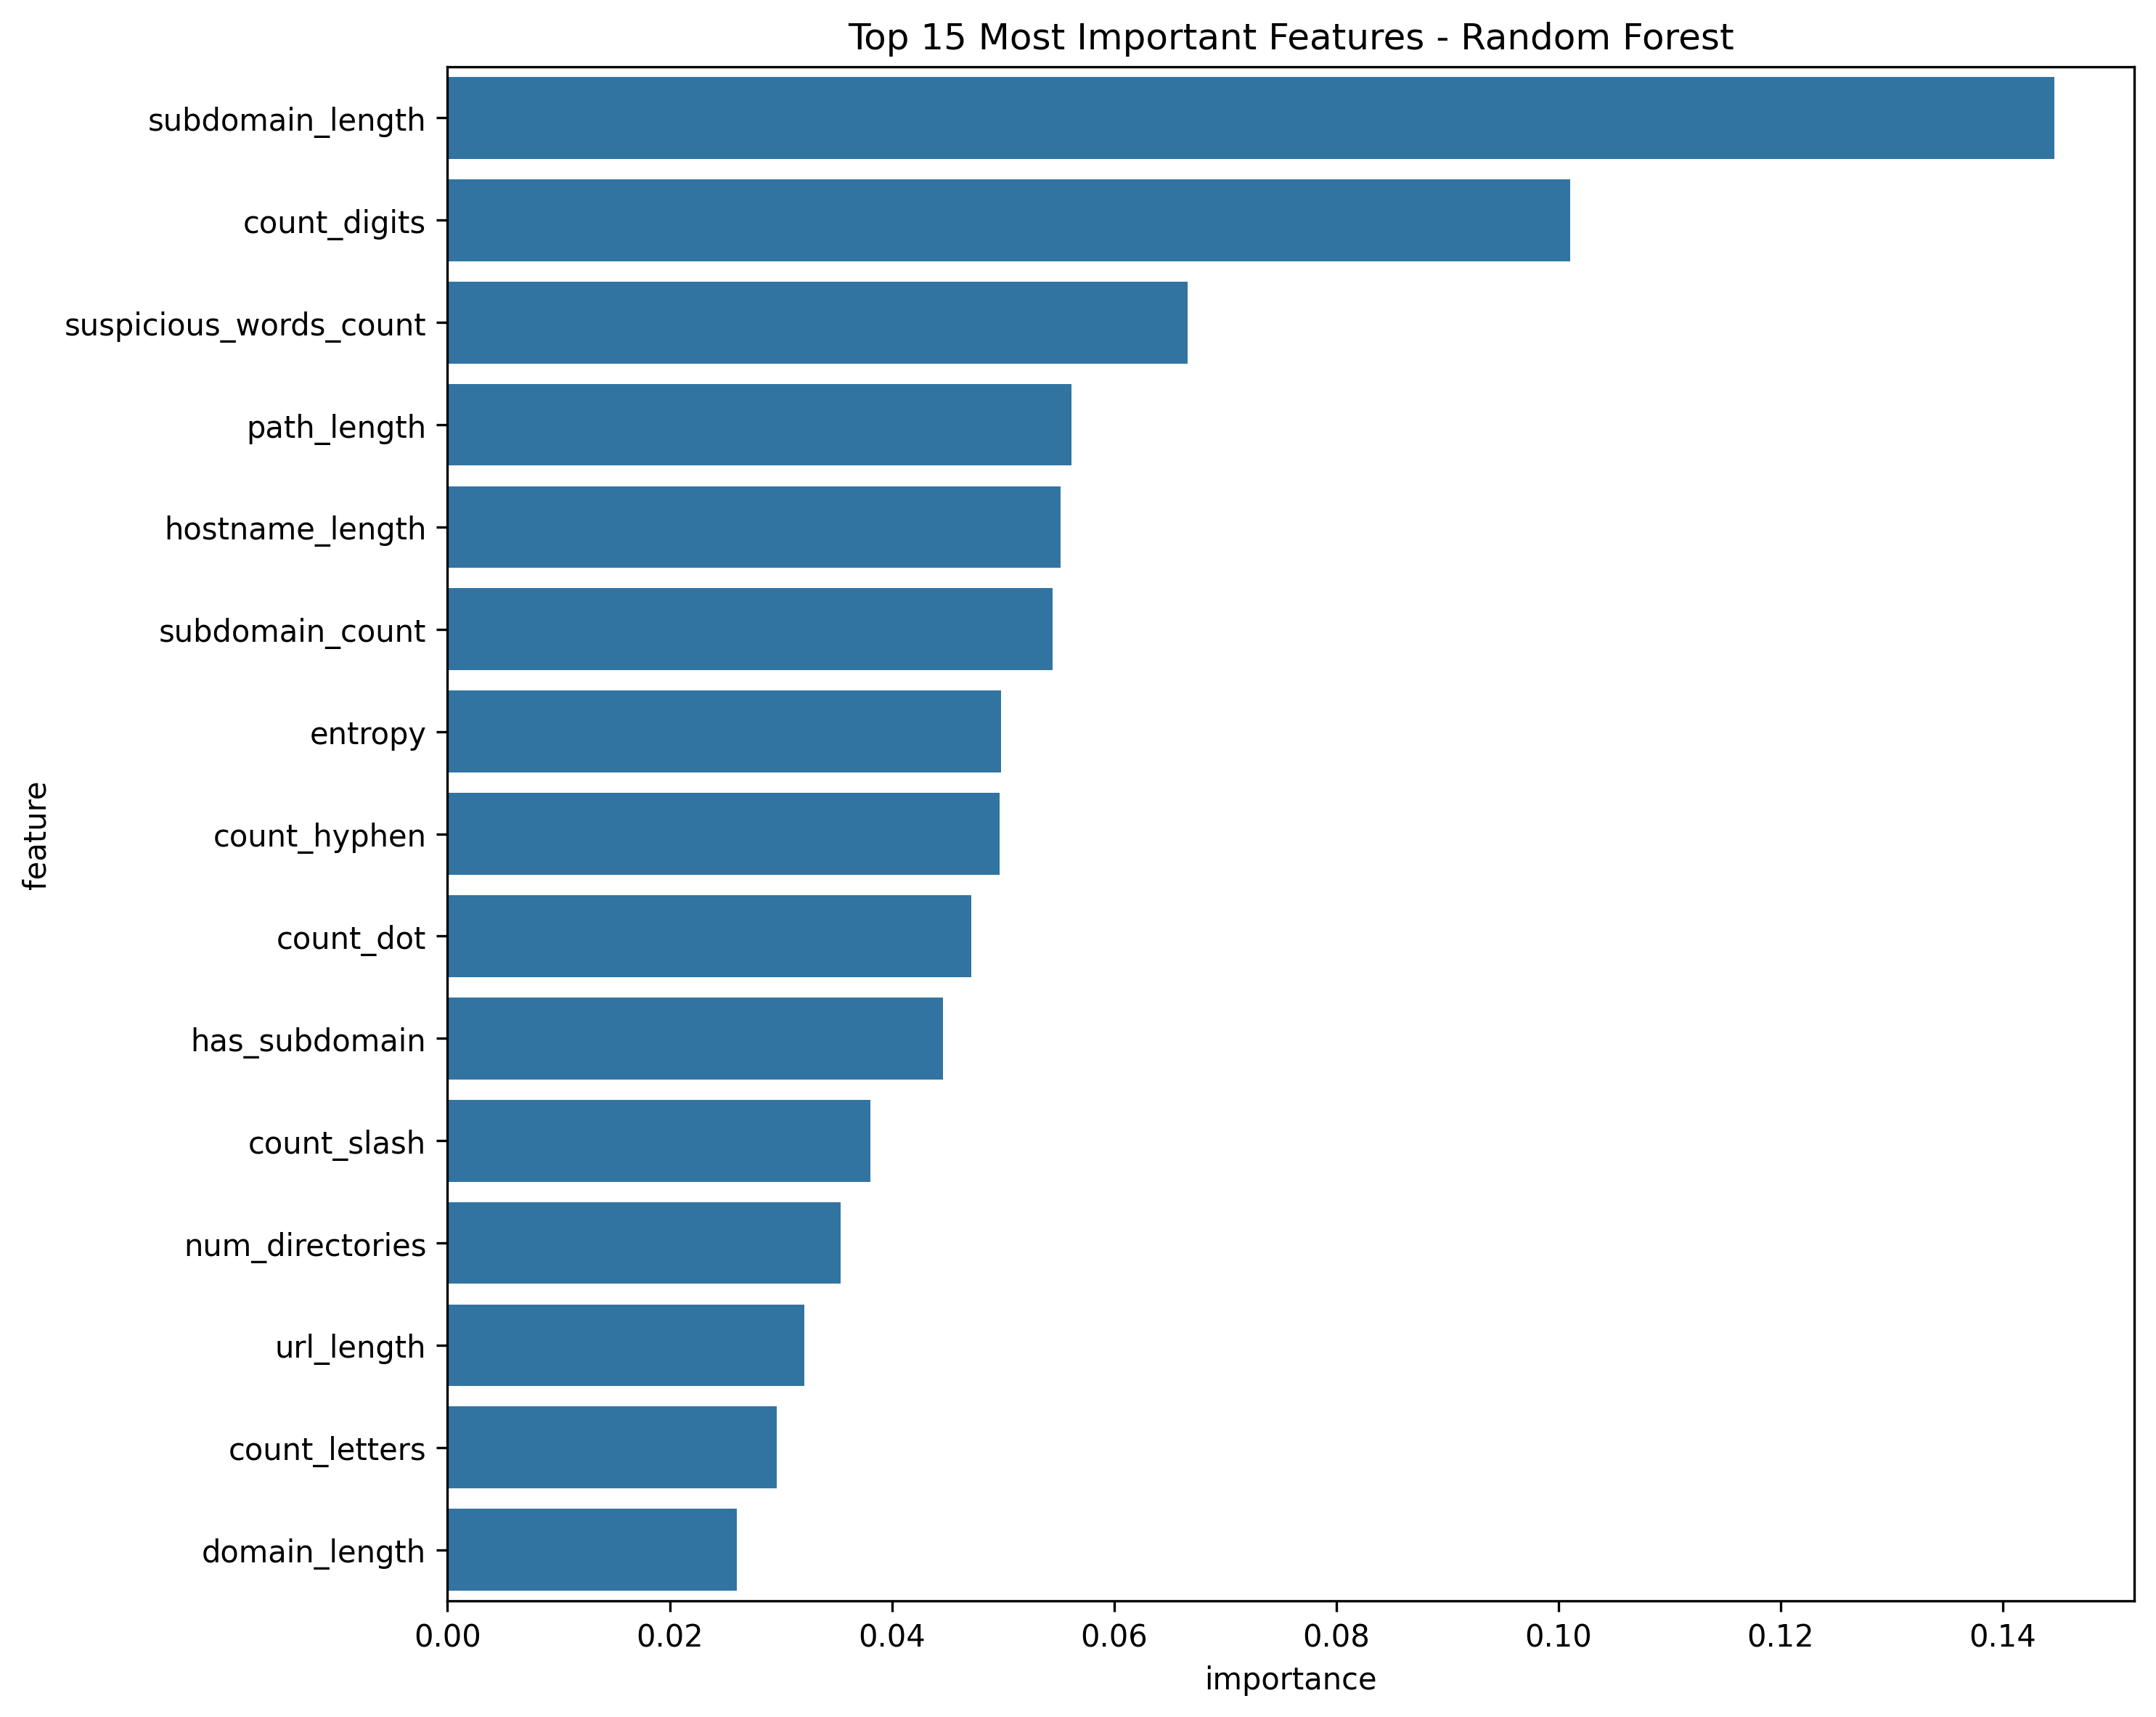 Top 15 Most Important Features - Random Forest
subdomain_length
count_digits
suspicious_words_count
path_length
hostname_length
subdomain_count
entropy
count_hyphen
count_dot
has_subdomain
count_slash
num_directories
url_length
count_letters
domain_length
feature
0.00 0.02 0.04 0.06 0.08 0.10 0.12 0.14
importance